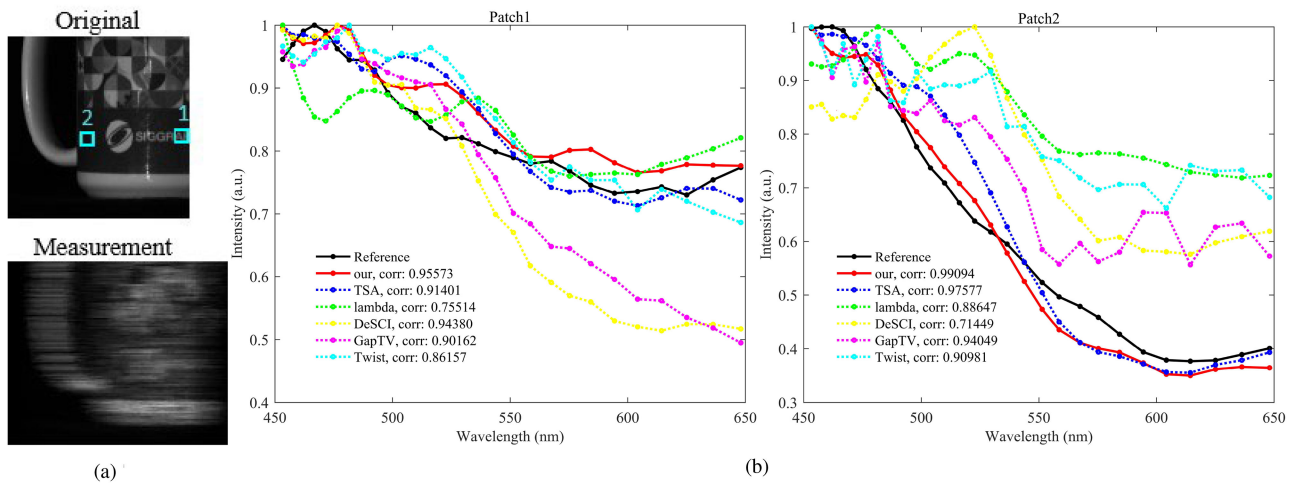 Original
2
1
SIGGRAP
Measurement
(a)
Patch1
Intensity (a.u.)
1
0.9
0.8
0.7
0.6
0.5
0.4
Reference
our, corr: 0.95573
TSA, corr: 0.91401
lambda, corr: 0.75514
DeSCI, corr: 0.94380
GapTV, corr: 0.90162
Twist, corr: 0.86157
450
500
550
600
650
Wavelength (nm)
Patch2
Intensity (a.u.)
1
0.9
0.8
0.7
0.6
0.5
0.4
0.3
Reference
our, corr: 0.99094
TSA, corr: 0.97577
lambda, corr: 0.88647
DeSCI, corr: 0.71449
GapTV, corr: 0.94049
Twist, corr: 0.90981
450
500
550
600
650
Wavelength (nm)
(b)